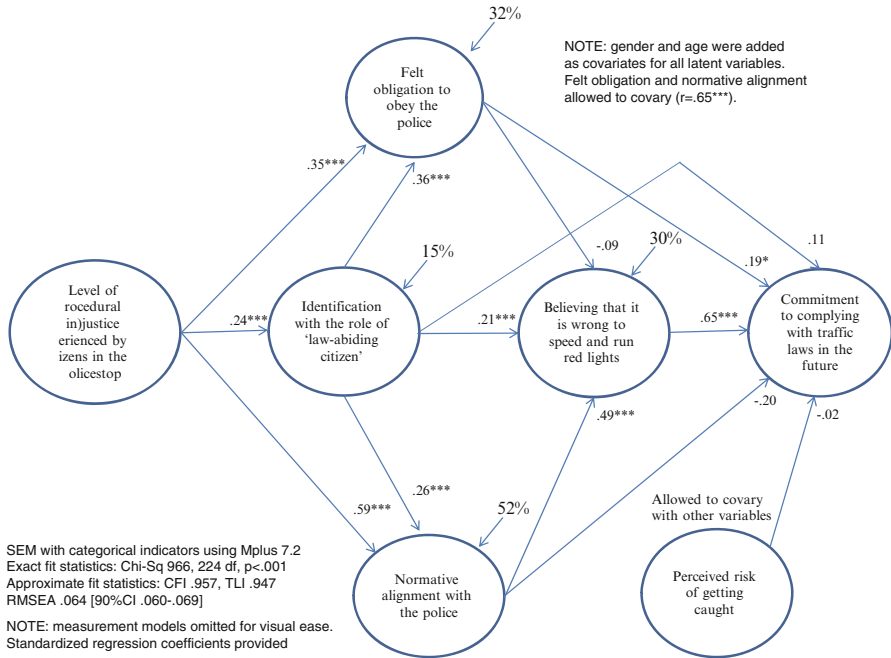 32%
NOTE: gender and age were added
as covariates for all latent variables.
Felt obligation and normative alignment
allowed to covary (r=.65***).
Felt
obligation to
obey the
police
.35***
.36***
15%
-.09
30%
.19*
.11
Level of
rocedural
in)justice
erienced by
izens in the
olicestop
.24***
Identification
with the role of
‘law-abiding
citizen’
.21***
Believing that it
is wrong to
speed and run
red lights
.65***
Commitment
to complying
with traffic
laws in the
future
-.20
-.02
.49***
.26***
.59***
52%
Allowed to covary
with other variables
Normative
alignment with
the police
Perceived risk
of getting
caught
SEM with categorical indicators using Mplus 7.2
Exact fit statistics: Chi-Sq 966, 224 df, p<.001
Approximate fit statistics: CFI .957, TLI .947
RMSEA .064 [90%CI .060-.069]
NOTE: measurement models omitted for visual ease.
Standardized regression coefficients provided